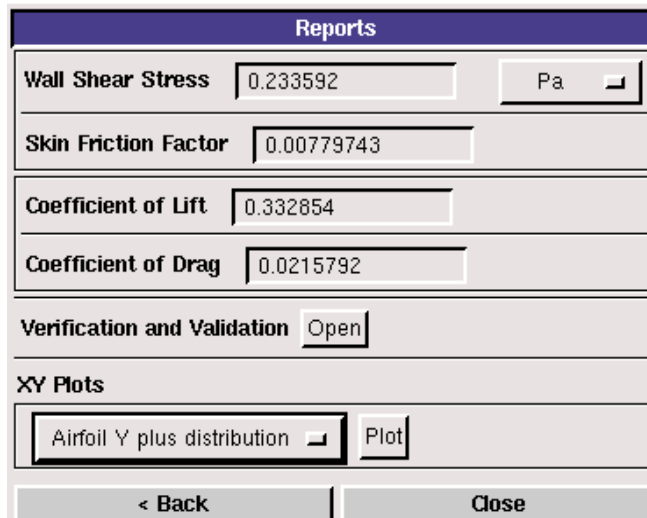 Reports
Wall Shear Stress 0.233592 Pa
Skin Friction Factor 0.00779743
Coefficient of Lift 0.332854
Coefficient of Drag 0.0215792
Verification and Validation Open
XY Plots
Airfoil Y plus distribution Plot
< Back Close